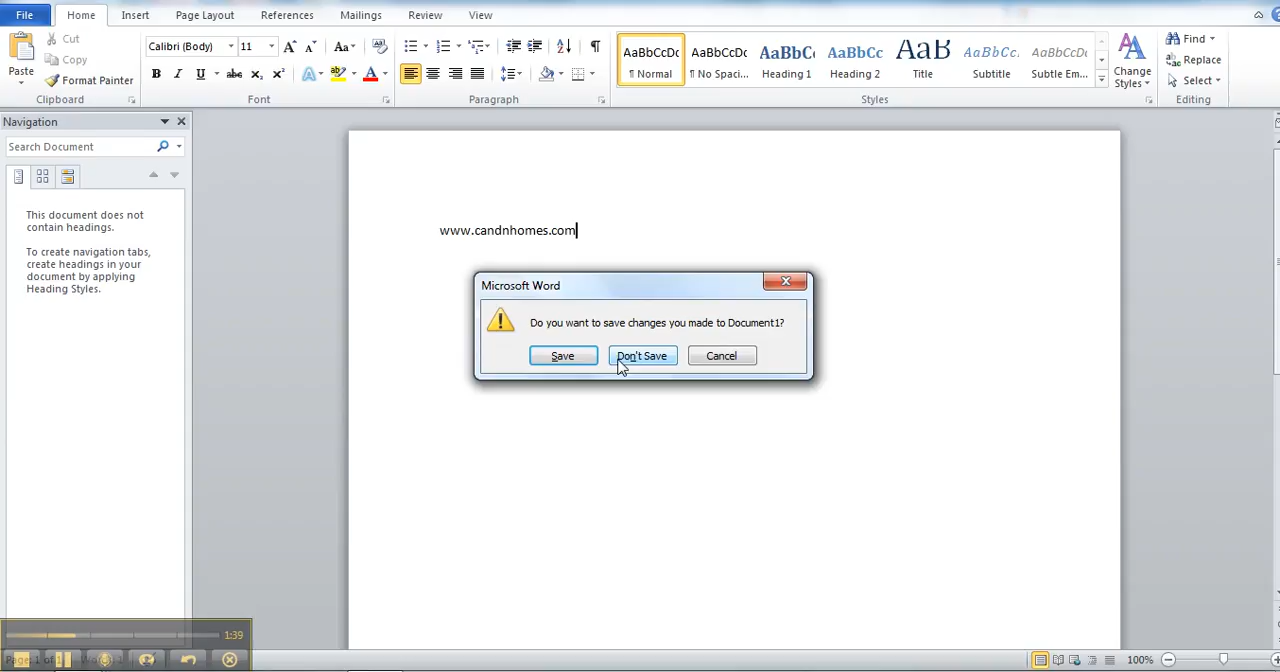 File Home Insert Page Layout References Mailings Review View
Paste
Cut
Copy
Format Painter
Clipboard
Calibri (Body) 11
Font
Paragraph
AaBbCcDc AaBbCcDc AaBbCc AaBbCc AaB AaBbCc. AaBbCcDc
¶ Normal ¶ No Spaci... Heading 1 Heading 2 Title Subtitle Subtle Em...
Change
Styles
Styles
Find
Replace
Select
Editing
Navigation
Search Document
This document does not
contain headings.
To create navigation tabs,
create headings in your
document by applying
Heading Styles.
www.candnhomes.com
Microsoft Word
Do you want to save changes you made to Document1?
Save Don't Save Cancel
1:39
100%